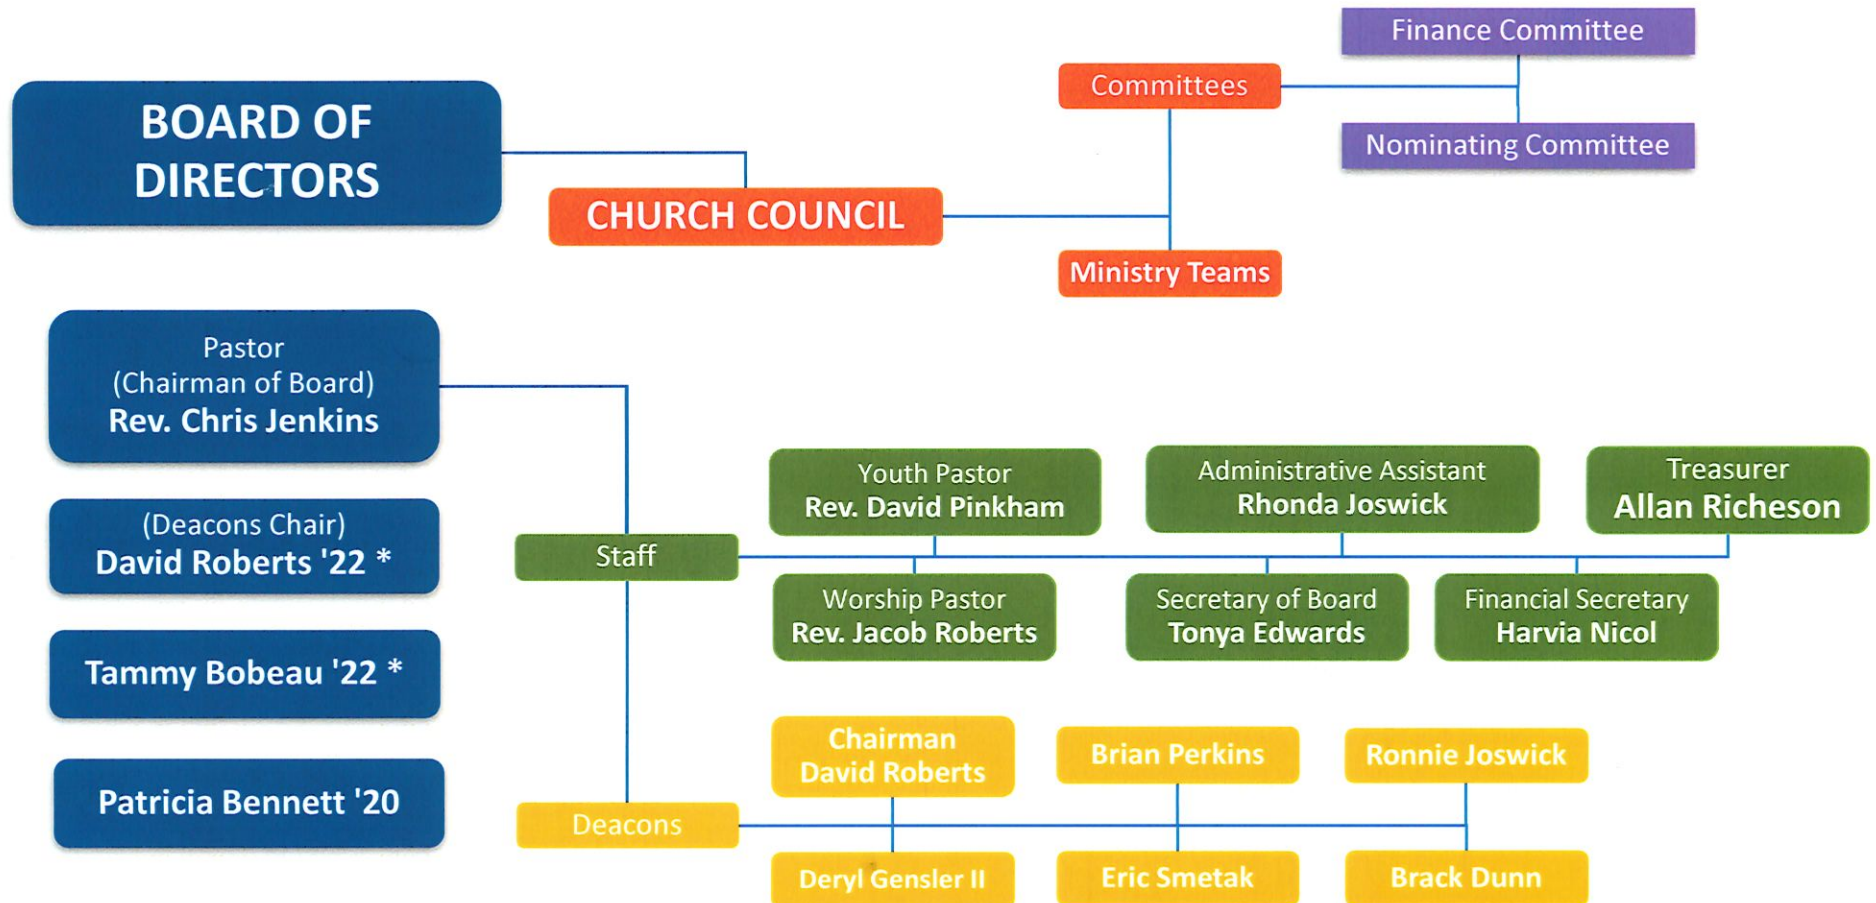 BOARD OF
DIRECTORS
CHURCH COUNCIL
Committees
Ministry Teams
Finance Committee
Nominating Committee
Pastor
(Chairman of Board)
Rev. Chris Jenkins
(Deacons Chair)
David Roberts '22 *
Tammy Bobeau '22 *
Patricia Bennett '20
Staff
Youth Pastor
Rev. David Pinkham
Administrative Assistant
Rhonda Joswick
Treasurer
Allan Richeson
Worship Pastor
Rev. Jacob Roberts
Secretary of Board
Tonya Edwards
Financial Secretary
Harvia Nicol
Deacons
Chairman
David Roberts
Brian Perkins
Ronnie Joswick
Deryl Gensler II
Eric Smetak
Brack Dunn